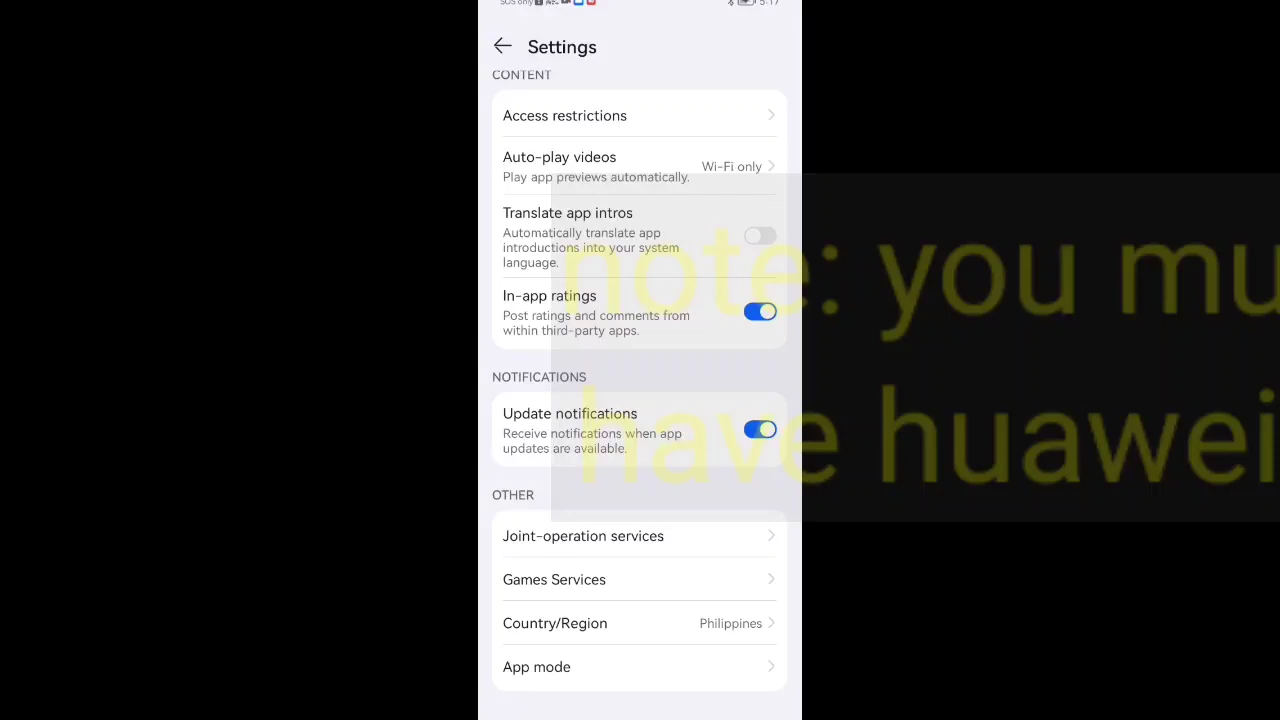 SOS only
5:17
Settings
CONTENT
Access restrictions
Auto-play videos
Wi-Fi only
Play app previews automatically.
Translate app intros
Automatically translate app
introductions into your system
language.
In-app ratings
Post ratings and comments from
within third-party apps.
note: you mu
have huawei
NOTIFICATIONS
Update notifications
Receive notifications when app
updates are available.
OTHER
Joint-operation services
Games Services
Country/Region
Philippines
App mode